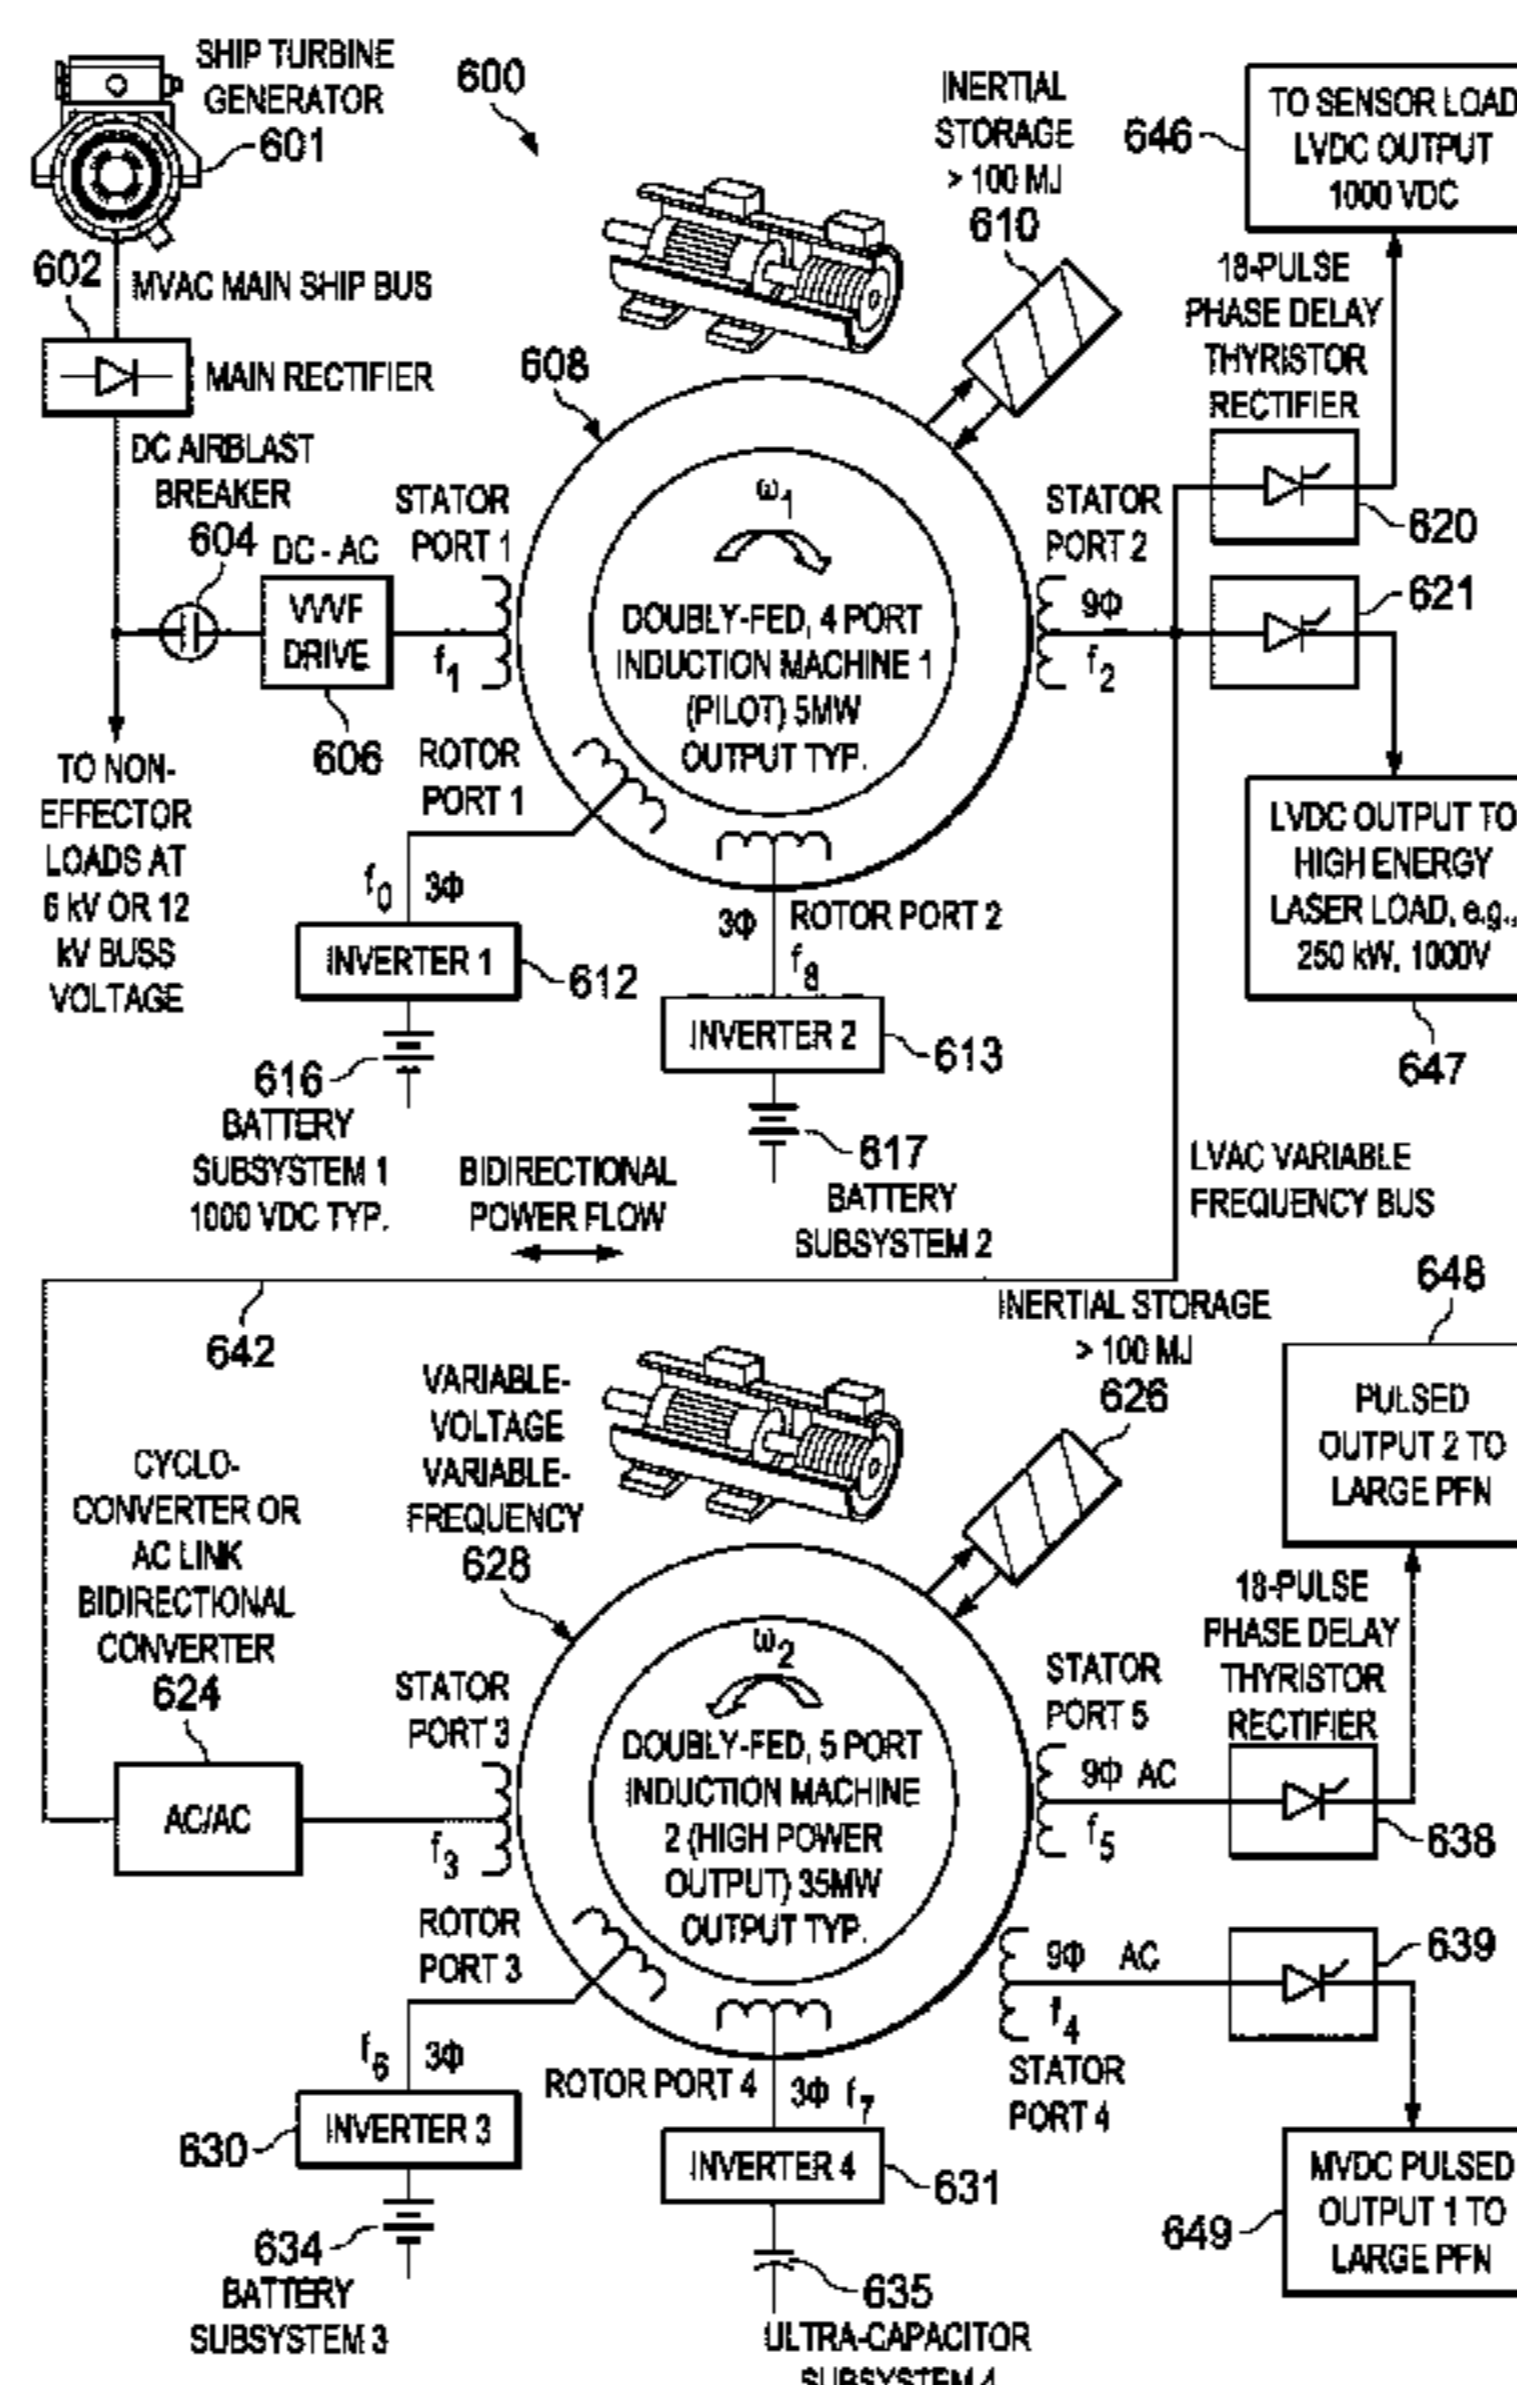 SHIP TURBINE
GENERATOR
601
600
INERTIAL
STORAGE
> 100 MJ
610
646
TO SENSOR LOAD
LVDC OUTPUT
1000 VDC
602
MVAC MAIN SHIP BUS
MAIN RECTIFIER
18-PULSE
PHASE DELAY
THYRISTOR
RECTIFIER
608
DC AIRBLAST
BREAKER
604
DC - AC
VVVF
DRIVE
606
STATOR
PORT 1
f1
ω1
DOUBLY-FED, 4 PORT
INDUCTION MACHINE 1
(PILOT) 5MW
OUTPUT TYP.
STATOR
PORT 2
9Φ
f2
620
621
TO NON-
EFFECTOR
LOADS AT
6 kV OR 12
kV BUSS
VOLTAGE
ROTOR
PORT 1
f0
3Φ
INVERTER 1
612
3Φ
ROTOR PORT 2
f8
INVERTER 2
613
LVDC OUTPUT TO
HIGH ENERGY
LASER LOAD, e.g.,
250 kW, 1000V
647
616
BATTERY
SUBSYSTEM 1
1000 VDC TYP.
BIDIRECTIONAL
POWER FLOW
617
BATTERY
SUBSYSTEM 2
LVAC VARIABLE
FREQUENCY BUS
642
INERTIAL STORAGE
> 100 MJ
626
648
PULSED
OUTPUT 2 TO
LARGE PFN
VARIABLE-
VOLTAGE
VARIABLE-
FREQUENCY
628
CYCLO-
CONVERTER OR
AC LINK
BIDIRECTIONAL
CONVERTER
624
AC/AC
STATOR
PORT 3
f3
ω2
DOUBLY-FED, 5 PORT
INDUCTION MACHINE
2 (HIGH POWER
OUTPUT) 35MW
OUTPUT TYP.
STATOR
PORT 5
9Φ AC
f5
18-PULSE
PHASE DELAY
THYRISTOR
RECTIFIER
638
ROTOR
PORT 3
f6
3Φ
INVERTER 3
630
ROTOR PORT 4
3Φ f7
INVERTER 4
631
9Φ AC
f4
STATOR
PORT 4
639
MVDC PULSED
OUTPUT 1 TO
LARGE PFN
649
634
BATTERY
SUBSYSTEM 3
635
ULTRA-CAPACITOR
SUBSYSTEM 4